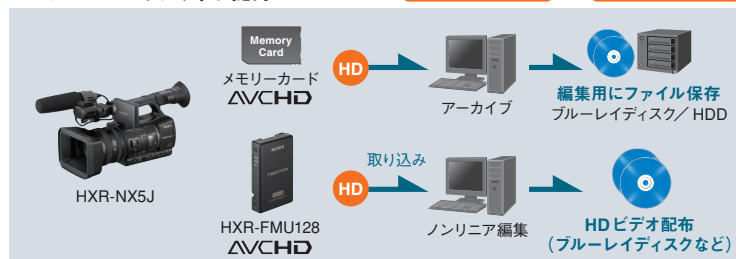 Memory
Card
メモリーカード
AVCHD
HD
アーカイブ
編集用にファイル保存
ブルーレイディスク／HDD
HXR-NX5J
SONY
HXR-FMU128
AVCHD
HD
取り込み
ノンリニア編集
HDビデオ配布
(ブルーレイディスクなど)